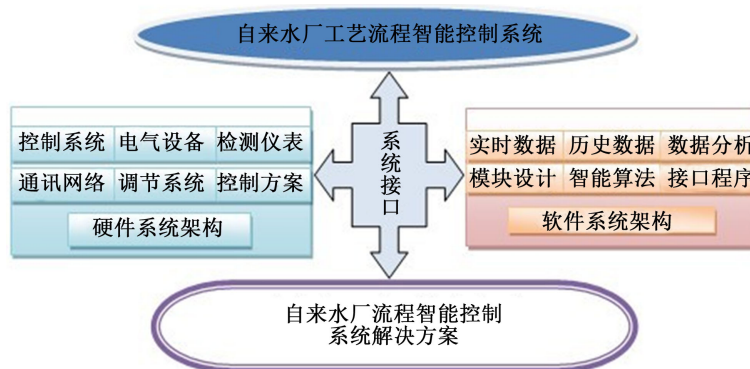 自来水厂工艺流程智能控制系统
控制系统 电气设备 检测仪表
通讯网络 调节系统 控制方案
硬件系统架构
系统接口
实时数据 历史数据 数据分析
模块设计 智能算法 接口程序
软件系统架构
自来水厂流程智能控制
系统解决方案